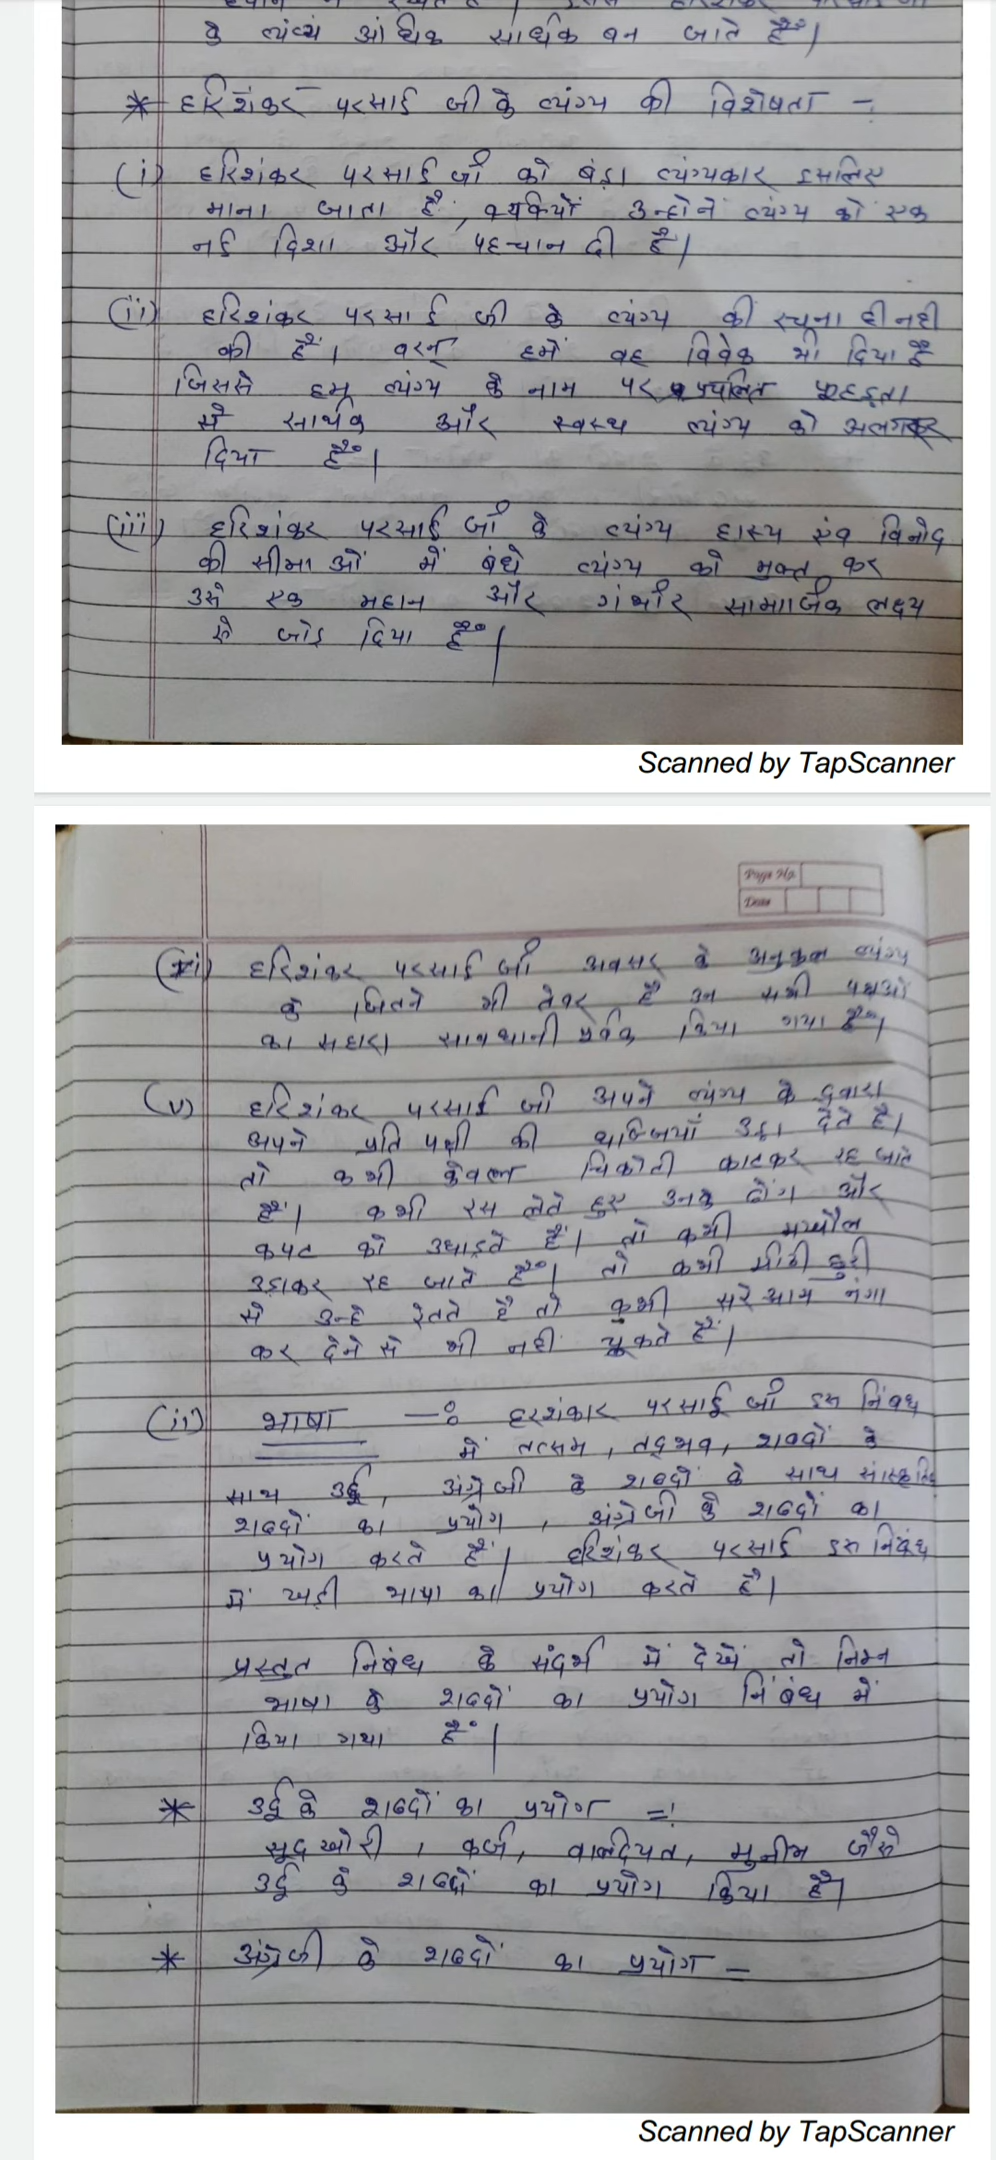 के व्यंग्य अधिक सार्थक बन जाते हैं।
* हरिशंकर परसाई जी के व्यंग्य की विशेषता -
(i) हरिशंकर परसाई जी को बड़ा व्यंग्यकार इसलिए
माना जाता है, क्योंकि उन्होंने व्यंग्य को एक
नई दिशा और पहचान दी है।
(ii) हरिशंकर परसाई जी के व्यंग्य की रचना ही नही
की है। वरन् हमें वह विवेक भी दिया है
जिससे हम व्यंग्य के नाम पर प्रचलित फूहड़ता
से सार्थक और स्वस्थ व्यंग्य को अलग कर
दिया है।
(iii) हरिशंकर परसाई जी के व्यंग्य हास्य एंव विनोद
की सीमाओं में बंधे व्यंग्य को मुक्त कर
उसे एक महान और गंभीर सामाजिक लक्ष्य
से जोड़ दिया है।
Scanned by TapScanner
Page No.
Date
हरिशंकर परसाई जी अवसर के अनुकूल व्यंग्य
के जितने भी तेवर है उन सभी
का सहारा सावधानी पूर्वक किया गया है।
(v) हरिशंकर परसाई जी अपने व्यंग्य के द्वारा
अपने प्रति पक्षी की धज्जियाँ उड़ा देते है।
तो कभी केवल चिकोटी काटकर रह जाते
है। कभी रस लेते हुए उनके ढोंग और
कपट को उघाड़ते हैं। तो कभी मखौल
उड़ाकर रह जाते है। तो कभी मीठी छुरी
से उन्हे रेतते है तो कभी सरे आम नंगा
कर देने से भी नही चूकते है।
(ii) भाषा -: हरशंकार परसाई जी इस निबंध
में तत्सम, तद्भव, शब्दों के
साथ उर्दू, अंग्रेजी के शब्दों के साथ
शब्दों का प्रयोग, अंग्रेजी के शब्दों का
प्रयोग करते है। हरिशंकर परसाई इस निबंध
में खड़ी भाषा का प्रयोग करते है।
प्रस्तुत निबंध के संदर्भ में देखें तो निम्न
भाषा के शब्दों का प्रयोग निंबंध में
किया गया है।
* उर्दू के शब्दों का प्रयोग =!
सूदखोरी, कर्ज, वल्दियत, मुनीम जैसे
उर्दू के शब्दों का प्रयोग किया है।
* अंग्रेजी के शब्दों का प्रयोग -
Scanned by TapScanner